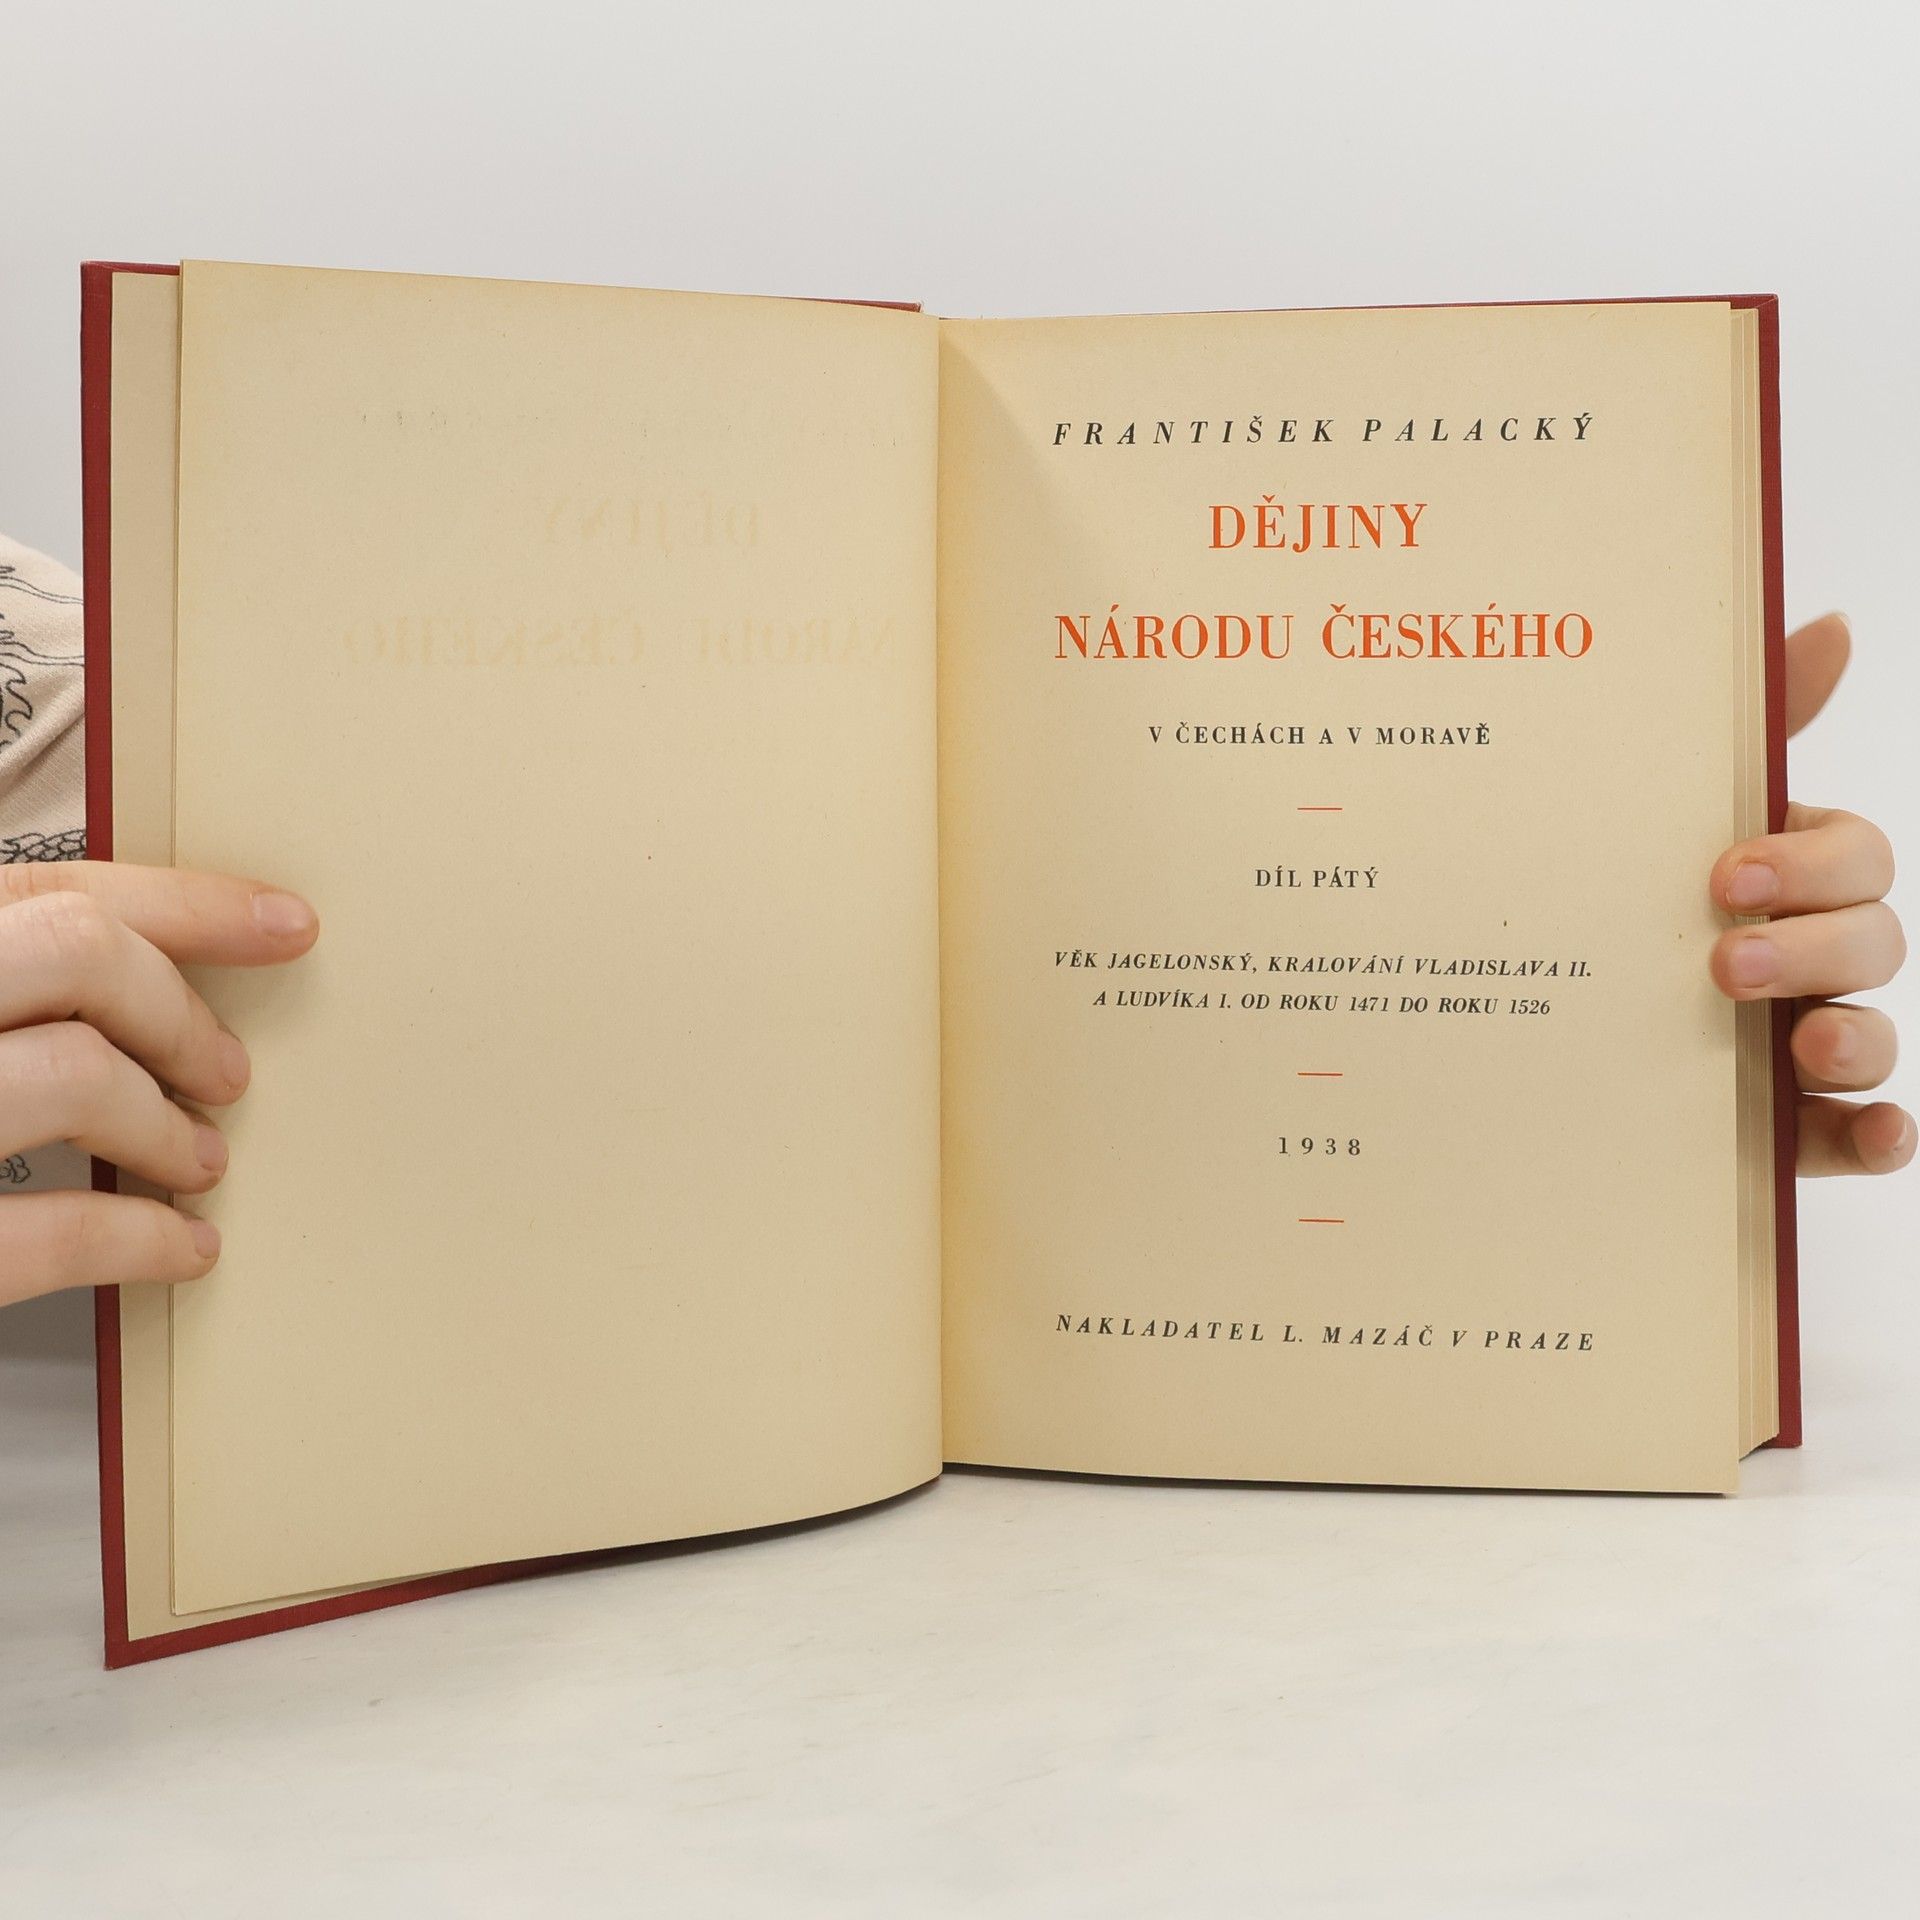 FRANTIŠEK PALACKÝ
DĚJINY
NÁRODU ČESKÉHO
V ČECHÁCH A V MORAVĚ
DÍL PÁTÝ
VĚK JAGELONSKÝ, KRALOVÁNÍ VLADISLAVA II.
A LUDVÍKA I. OD ROKU 1471 DO ROKU 1526
1938
NAKLADATEL L. MAZÁČ V PRAZE